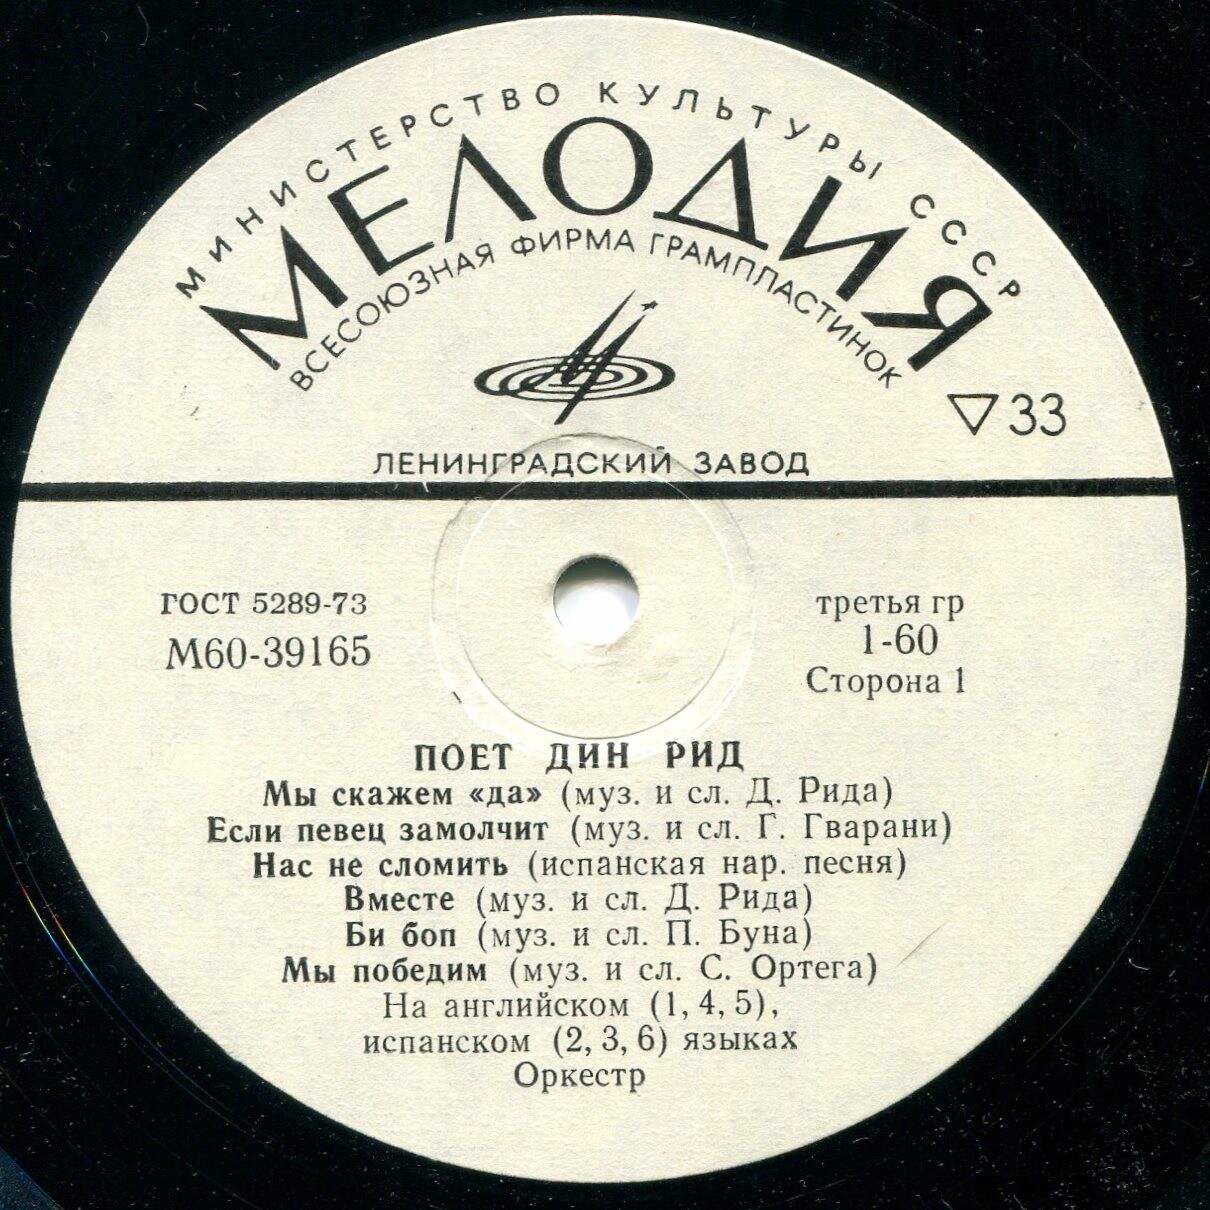 МИНИСТЕРСТВО КУЛЬТУРЫ СССР
МЕЛОДИЯ
ВСЕСОЮЗНАЯ ФИРМА ГРАМПЛАСТИНОК
33
ЛЕНИНГРАДСКИЙ ЗАВОД
ГОСТ 5289-73
М60-39165
третья гр
1-60
Сторона 1
ПОЕТ ДИН РИД
Мы скажем «да» (муз. и сл. Д. Рида)
Если певец замолчит (муз. и сл. Г. Гварани)
Нас не сломить (испанская нар. песня)
Вместе (муз. и сл. Д. Рида)
Би боп (муз. и сл. П. Буна)
Мы победим (муз. и сл. С. Ортега)
На английском (1, 4, 5),
испанском (2, 3, 6) языках
Оркестр